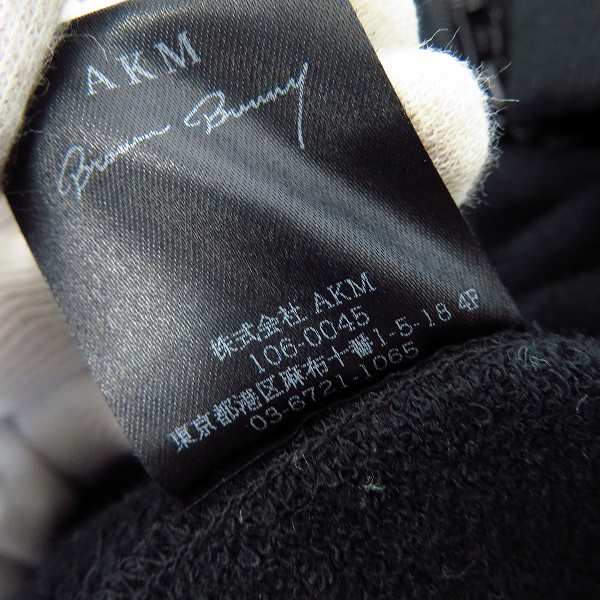 AKM
Brown Bunny
株式会社 AKM
106-0045
東京都港区麻布十番1-5-18 4F
03-6721-1065